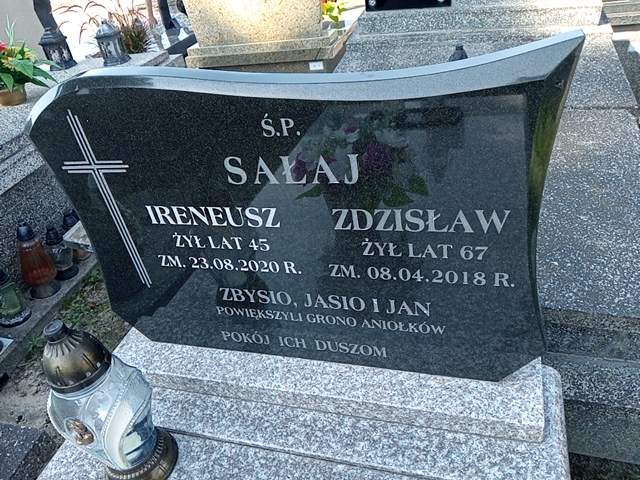 Ś.P.
SAŁAJ
IRENEUSZ ZDZISŁAW
ŻYŁ LAT 45 ŻYŁ LAT 67
ZM. 23.08.2020 R. ZM. 08.04.2018 R.
ZBYSIO, JASIO I JAN
POWIĘKSZYLI GRONO ANIOŁKÓW
POKÓJ ICH DUSZOM